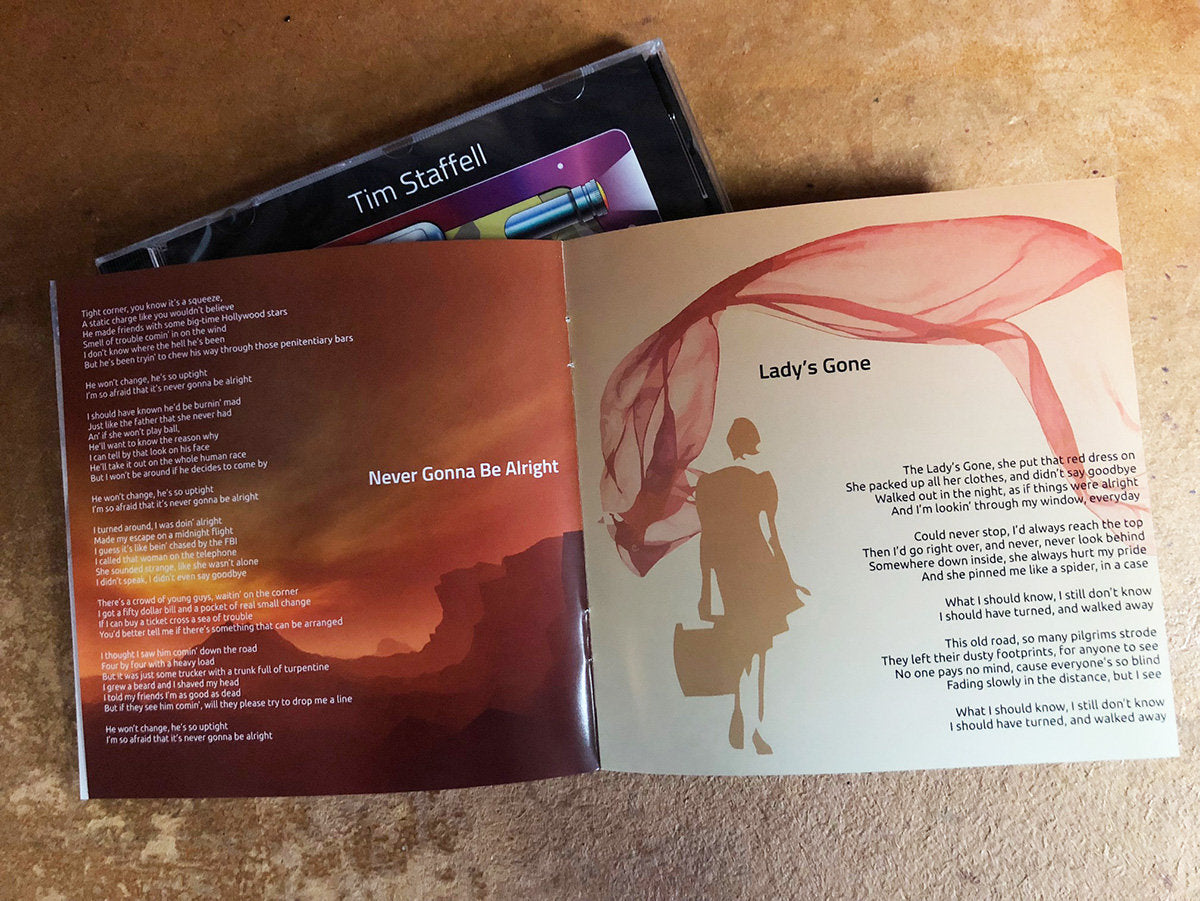 Tim Staffell
Tight corner, you know it's a squeeze,
A static charge like you wouldn't believe
He made friends with some big-time Hollywood stars
Smell of trouble comin' in on the wind
I don't know where the hell he's been
But he's been tryin' to chew his way through those penitentiary bars
He won't change, he's so uptight
I'm so afraid that it's never gonna be alright
I should have known he'd be burnin' mad
Just like the father that she never had
An' if she won't play ball,
He'll want to know the reason why
I can tell by that look on his face
He'll take it out on the whole human race
But I won't be around if he decides to come by
He won't change, he's so uptight
I'm so afraid that it's never gonna be alright
I turned around, I was doin' alright
Made my escape on a midnight flight
I guess it's like bein' chased by the FBI
I called that woman on the telephone
She sounded strange, like she wasn't alone
I didn't speak, I didn't even say goodbye
There's a crowd of young guys, waitin' on the corner
I got a fifty dollar bill and a pocket of real small change
If I can buy a ticket cross a sea of trouble
You'd better tell me if there's something that can be arranged
I thought I saw him comin' down the road
Four by four with a heavy load
But it was just some trucker with a trunk full of turpentine
I grew a beard and I shaved my head
I told my friends I'm as good as dead
But if they see him comin', will they please try to drop me a line
He won't change, he's so uptight
I'm so afraid that it's never gonna be alright
Never Gonna Be Alright
Lady's Gone
The Lady's Gone, she put that red dress on
She packed up all her clothes, and didn't say goodbye
Walked out in the night, as if things were alright
And I'm lookin' through my window, everyday
Could never stop, I'd always reach the top
Then I'd go right over, and never, never look behind
Somewhere down inside, she always hurt my pride
And she pinned me like a spider, in a case
What I should know, I still don't know
I should have turned, and walked away
This old road, so many pilgrims strode
They left their dusty footprints, for anyone to see
No one pays no mind, cause everyone's so blind
Fading slowly in the distance, but I see
What I should know, I still don't know
I should have turned, and walked away